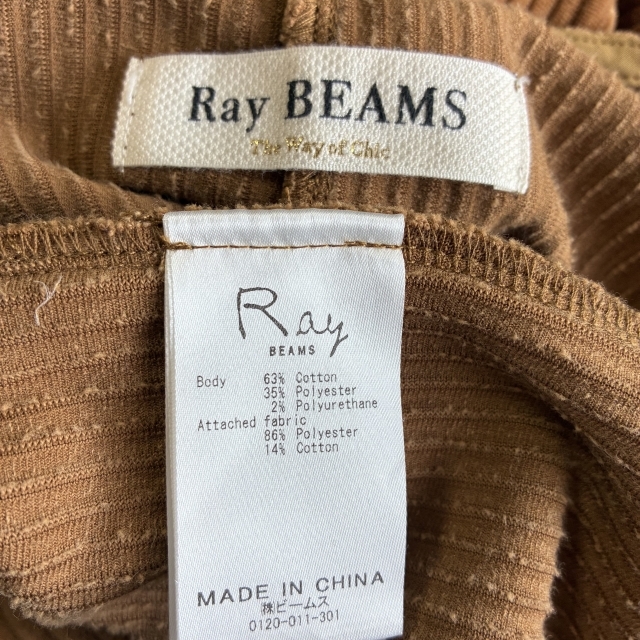 Ray BEAMS
The Way of Chic
Ray
BEAMS
Body 63% Cotton
35% Polyester
2% Polyurethane
Attached fabric
86% Polyester
14% Cotton
MADE IN CHINA
㈱ビームス
0120-011-301